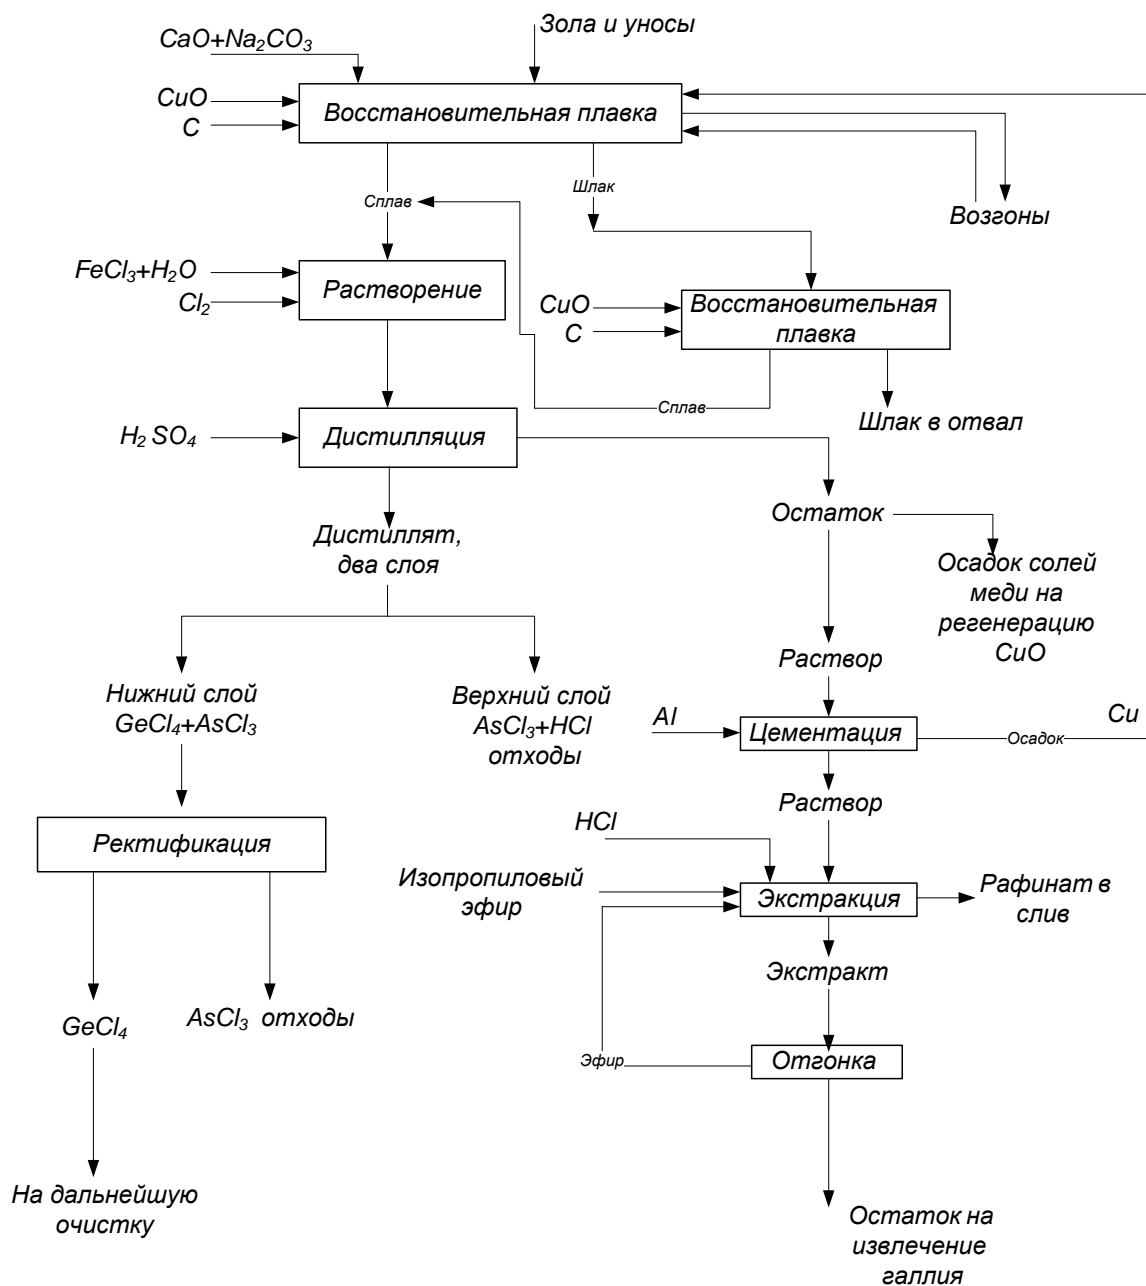 Зола и уносы
CaO+Na₂CO₃
CuO
C
Восстановительная плавка
Шлак
Сплав
Возгоны
FeCl₃+H₂O
Cl₂
Растворение
CuO
C
Восстановительная
плавка
Сплав
Шлак в отвал
H₂ SO₄
Дистилляция
Остаток
Дистиллят,
два слоя
Осадок солей
меди на
регенерацию
CuO
Раствор
Нижний слой
GeCl₄+AsCl₃
Верхний слой
AsCl₃+HCl
отходы
Al
Цементация
Осадок
Cu
Раствор
HCl
Ректификация
Изопропиловый
эфир
Экстракция
Рафинат в
слив
Экстракт
GeCl₄
AsCl₃ отходы
Эфир
Отгонка
На дальнейшую
очистку
Остаток на
извлечение
галлия